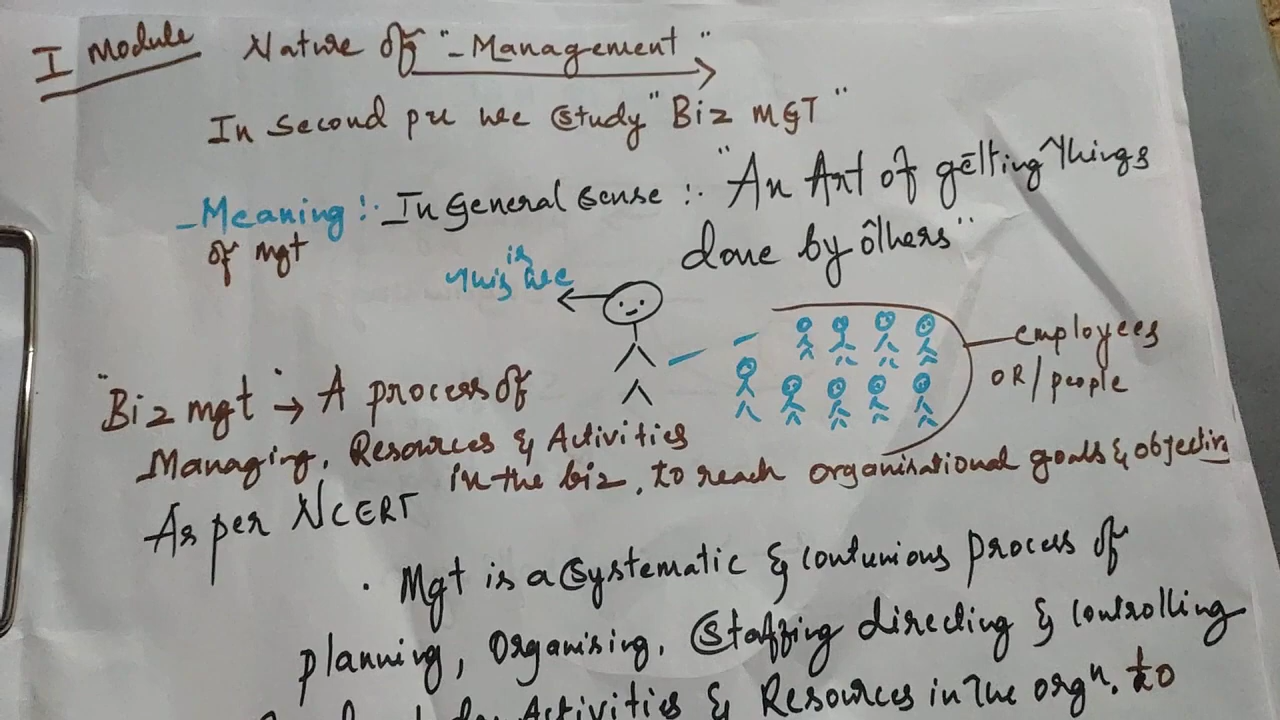 I Module Nature of "Management"
In second pu we study "Biz MGT"
Meaning :- In General sense :- "An Art of getting things
of mgt
done by others"
is
This we
employees
OR/people
"Biz mgt" → A process of
Managing, Resources & Activities
in the biz, to reach organisational goals & objectiv
As per NCERT
• Mgt is a systematic & contunious process of
planning, organising, staffing directing & controlling
Activities & Resources in the orgn, to